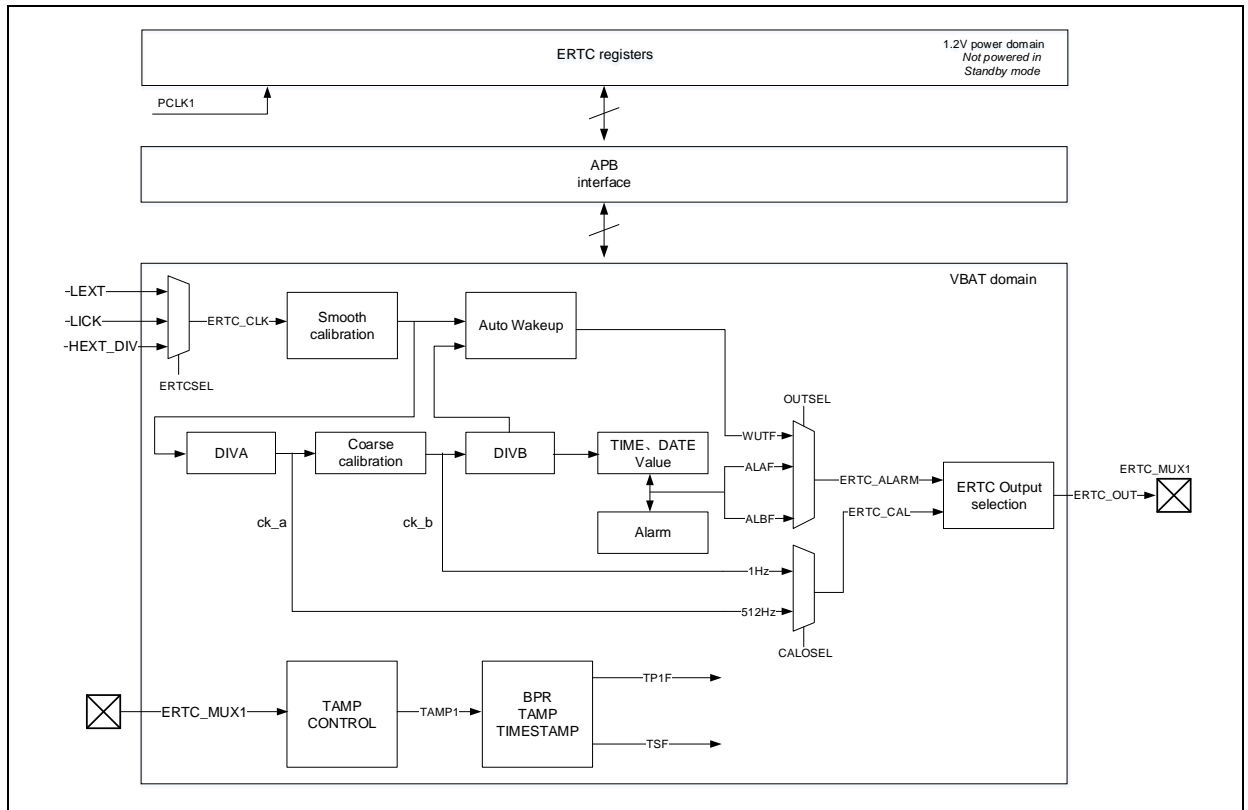 ERTC registers
1.2V power domain
Not powered in
Standby mode
PCLK1
APB
interface
VBAT domain
-LEXT
-LICK
-HEXT_DIV
ERTC_CLK
ERTCSEL
Smooth
calibration
Auto Wakeup
OUTSEL
DIVA
Coarse
calibration
DIVB
TIME、DATE
Value
WUTF
ALAF
ALBF
ERTC_ALARM
ERTC Output
selection
ERTC_MUX1
ERTC_OUT
ck_a
ck_b
Alarm
ERTC_CAL
1Hz
512Hz
CALOSEL
ERTC_MUX1
TAMP
CONTROL
TAMP1
BPR
TAMP
TIMESTAMP
TP1F
TSF